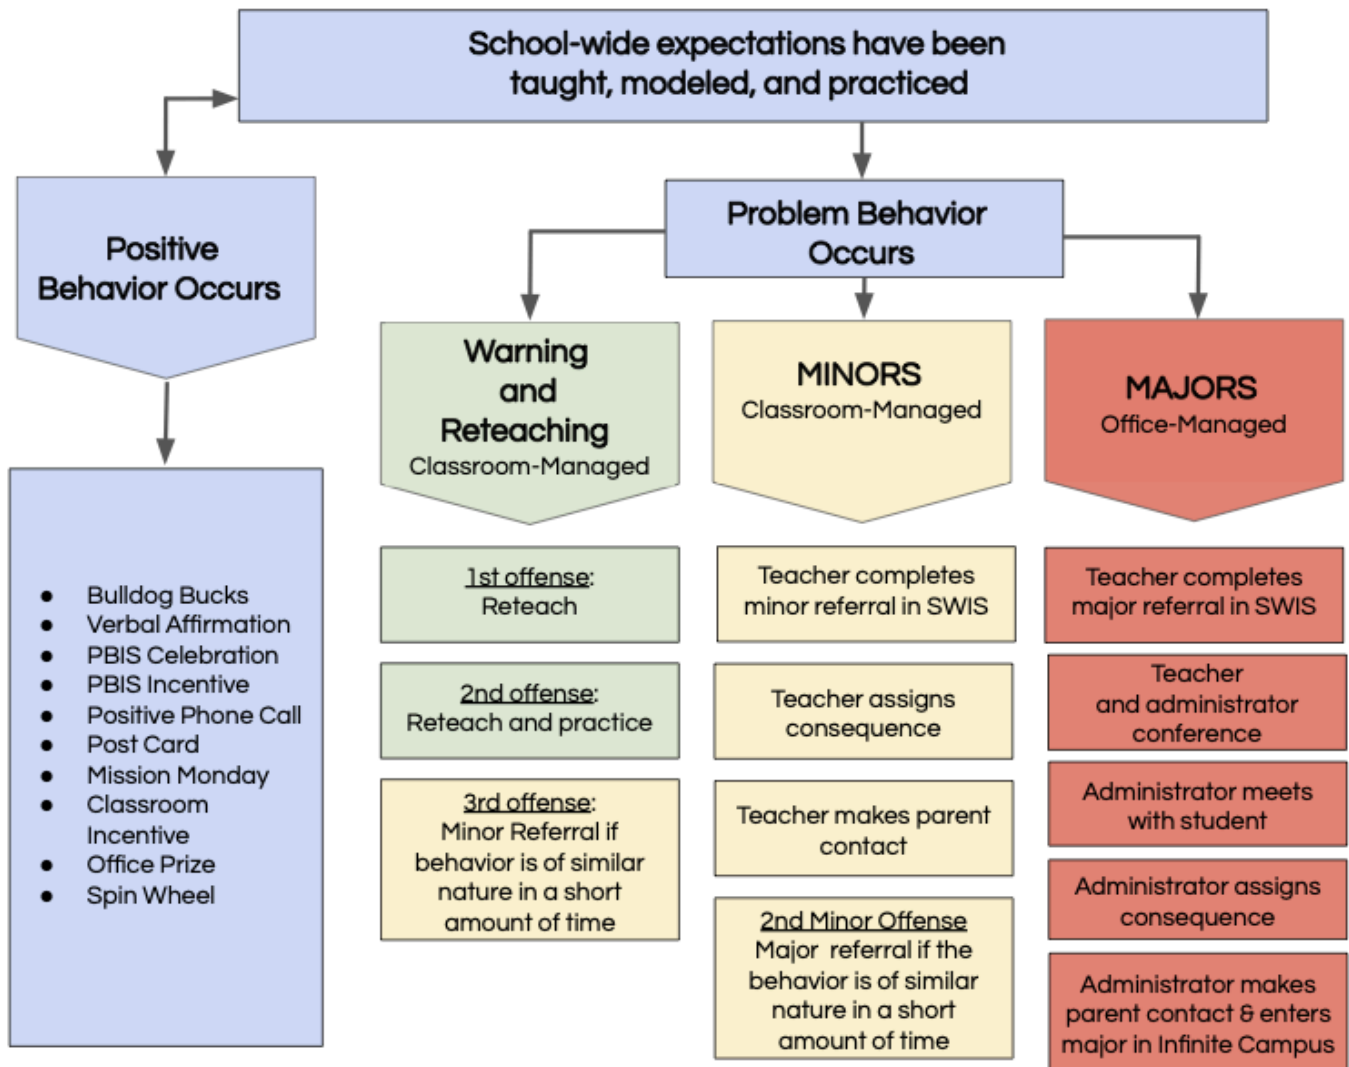 School-wide expectations have been
taught, modeled, and practiced
Positive
Behavior Occurs
● Bulldog Bucks
● Verbal Affirmation
● PBIS Celebration
● PBIS Incentive
● Positive Phone Call
● Post Card
● Mission Monday
● Classroom
Incentive
● Office Prize
● Spin Wheel
Problem Behavior
Occurs
Warning
and
Reteaching
Classroom-Managed
1st offense:
Reteach
2nd offense:
Reteach and practice
3rd offense:
Minor Referral if
behavior is of similar
nature in a short
amount of time
MINORS
Classroom-Managed
Teacher completes
minor referral in SWIS
Teacher assigns
consequence
Teacher makes parent
contact
2nd Minor Offense
Major referral if the
behavior is of similar
nature in a short
amount of time
MAJORS
Office-Managed
Teacher completes
major referral in SWIS
Teacher
and administrator
conference
Administrator meets
with student
Administrator assigns
consequence
Administrator makes
parent contact & enters
major in Infinite Campus